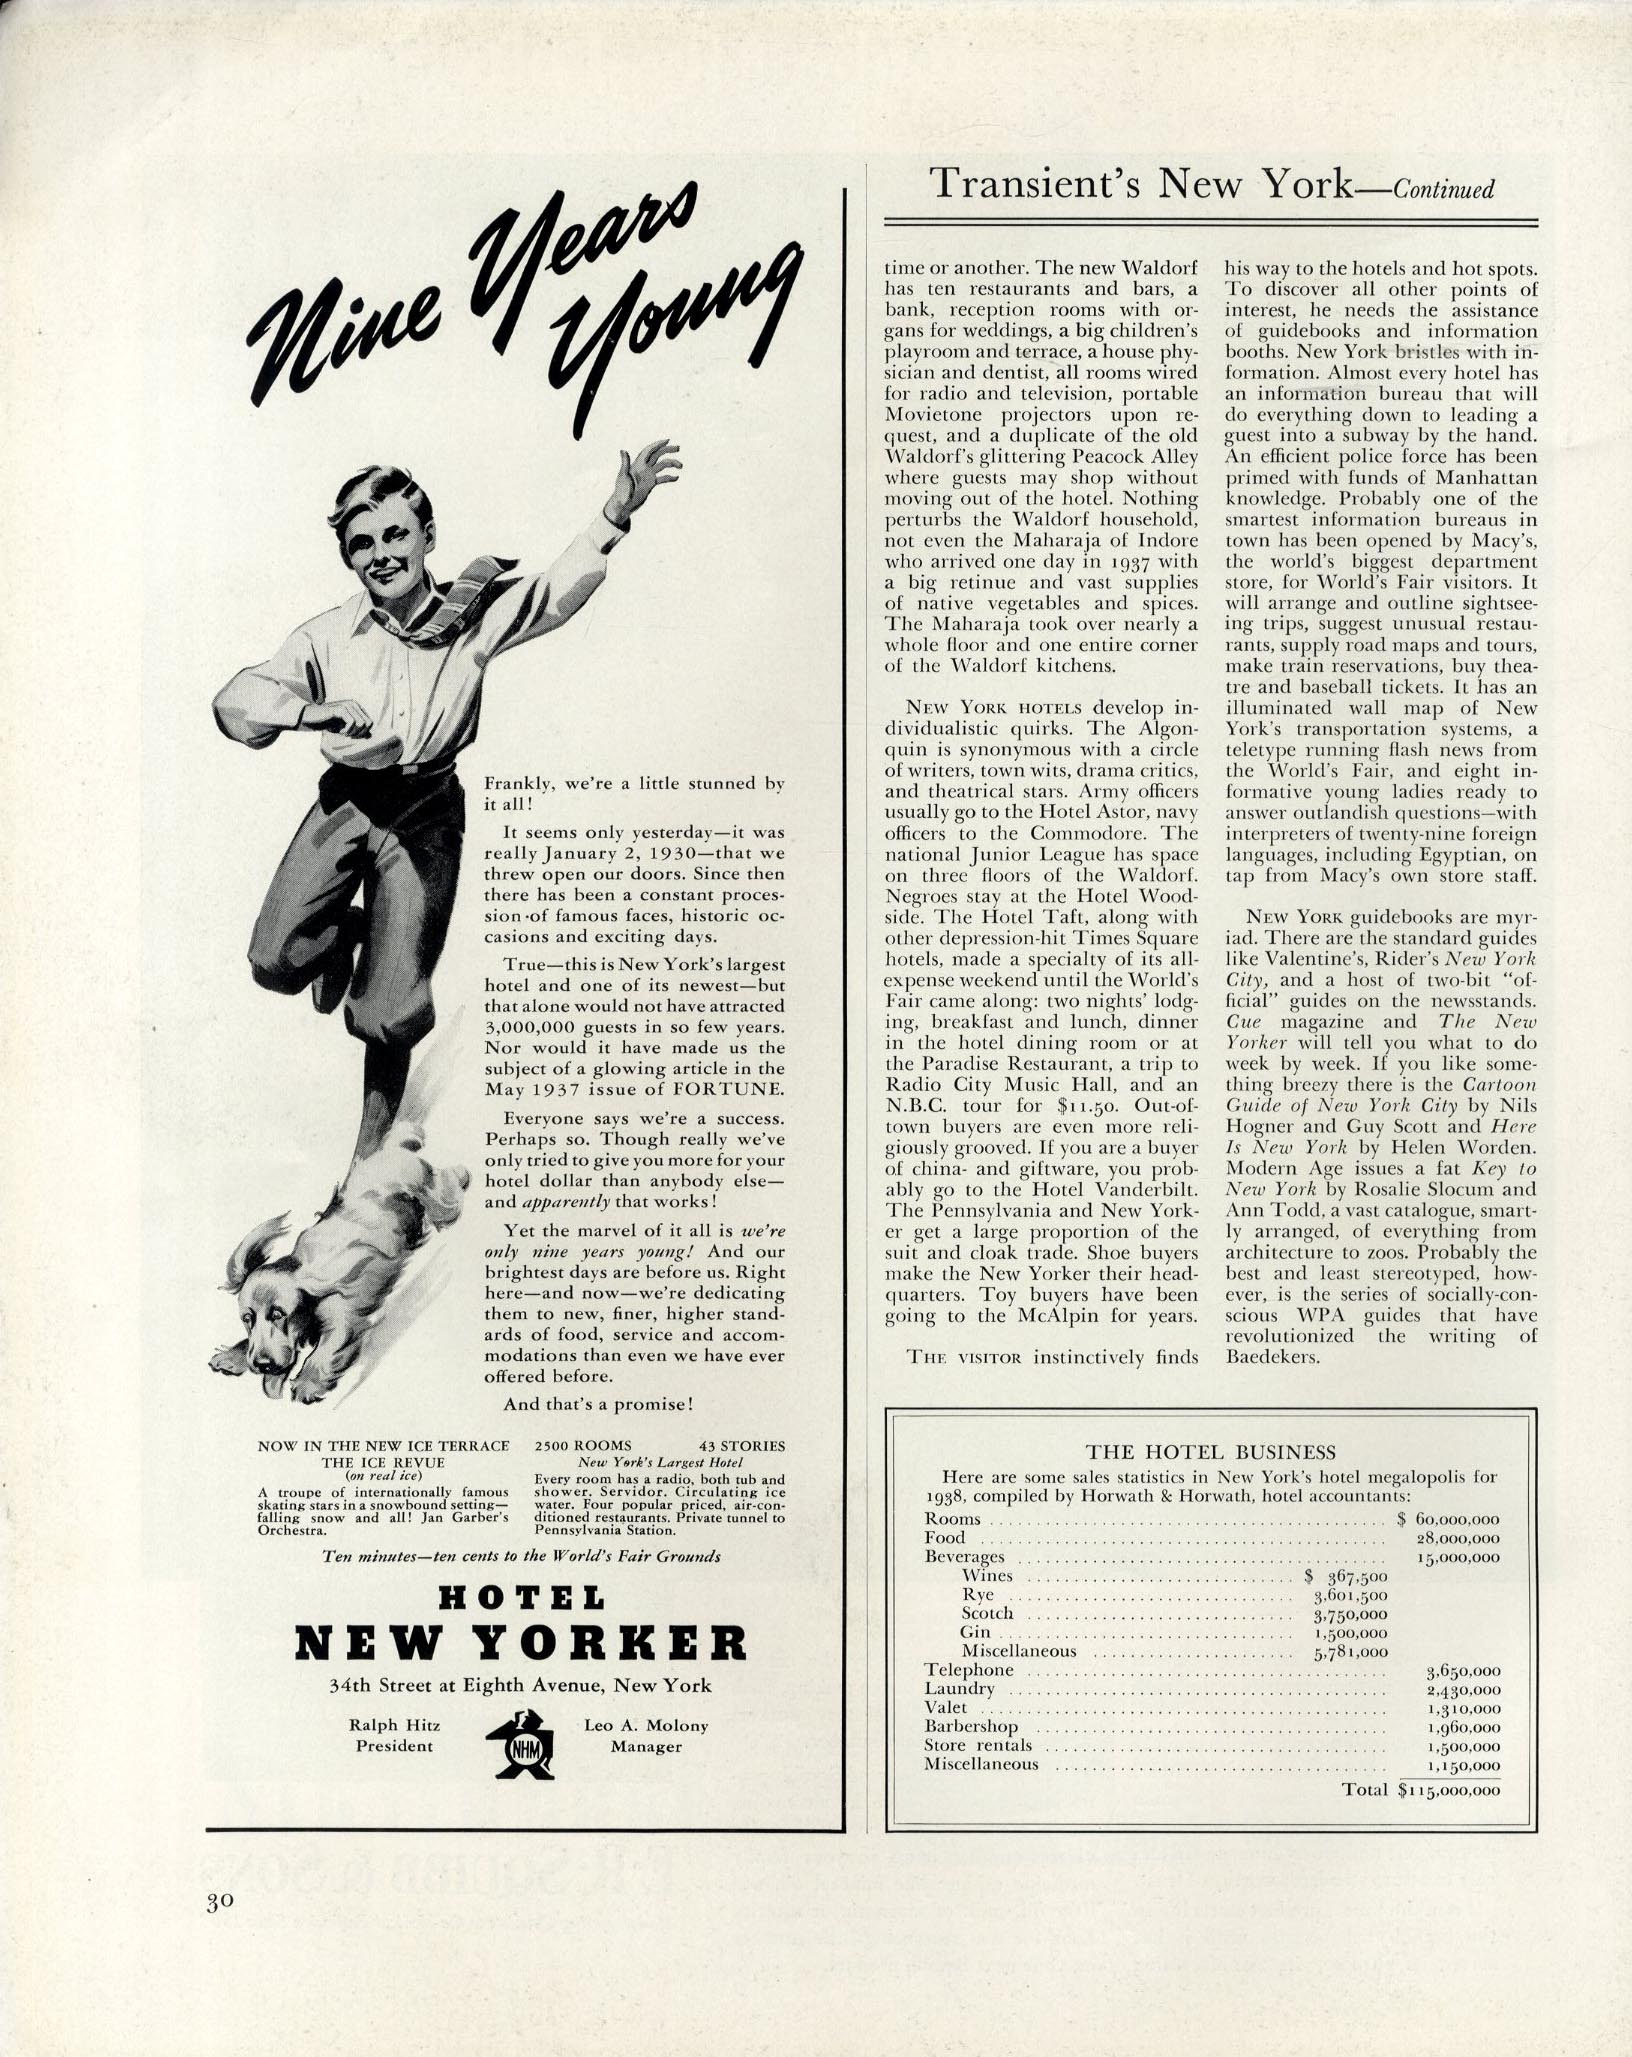 Nine Years
Young
Frankly, we're a little stunned by
it all!
It seems only yesterday—it was
really January 2, 1930—that we
threw open our doors. Since then
there has been a constant proces-
sion of famous faces, historic oc-
casions and exciting days.
True—this is New York's largest
hotel and one of its newest—but
that alone would not have attracted
3,000,000 guests in so few years.
Nor would it have made us the
subject of a glowing article in the
May 1937 issue of FORTUNE.
Everyone says we're a success.
Perhaps so. Though really we've
only tried to give you more for your
hotel dollar than anybody else—
and apparently that works!
Yet the marvel of it all is we're
only nine years young! And our
brightest days are before us. Right
here—and now—we're dedicating
them to new, finer, higher stand-
ards of food, service and accom-
modations than even we have ever
offered before.
And that's a promise!
NOW IN THE NEW ICE TERRACE
THE ICE REVUE
(on real ice)
A troupe of internationally famous
skating stars in a snowbound setting—
falling snow and all! Jan Garber's
Orchestra.
2500 ROOMS 43 STORIES
New York's Largest Hotel
Every room has a radio, both tub and
shower. Servidor. Circulating ice
water. Four popular priced, air-con-
ditioned restaurants. Private tunnel to
Pennsylvania Station.
Ten minutes—ten cents to the World's Fair Grounds
HOTEL
NEW YORKER
34th Street at Eighth Avenue, New York
Ralph Hitz
President
NHM
Leo A. Molony
Manager
30
Transient's New York—Continued
time or another. The new Waldorf
has ten restaurants and bars, a
bank, reception rooms with or-
gans for weddings, a big children's
playroom and terrace, a house phy-
sician and dentist, all rooms wired
for radio and television, portable
Movietone projectors upon re-
quest, and a duplicate of the old
Waldorf's glittering Peacock Alley
where guests may shop without
moving out of the hotel. Nothing
perturbs the Waldorf household,
not even the Maharaja of Indore
who arrived one day in 1937 with
a big retinue and vast supplies
of native vegetables and spices.
The Maharaja took over nearly a
whole floor and one entire corner
of the Waldorf kitchens.
NEW YORK HOTELS develop in-
dividualistic quirks. The Algon-
quin is synonymous with a circle
of writers, town wits, drama critics,
and theatrical stars. Army officers
usually go to the Hotel Astor, navy
officers to the Commodore. The
national Junior League has space
on three floors of the Waldorf.
Negroes stay at the Hotel Wood-
side. The Hotel Taft, along with
other depression-hit Times Square
hotels, made a specialty of its all-
expense weekend until the World's
Fair came along: two nights' lodg-
ing, breakfast and lunch, dinner
in the hotel dining room or at
the Paradise Restaurant, a trip to
Radio City Music Hall, and an
N.B.C. tour for $11.50. Out-of-
town buyers are even more reli-
giously grooved. If you are a buyer
of china- and giftware, you prob-
ably go to the Hotel Vanderbilt.
The Pennsylvania and New York-
er get a large proportion of the
suit and cloak trade. Shoe buyers
make the New Yorker their head-
quarters. Toy buyers have been
going to the McAlpin for years.
THE VISITOR instinctively finds
his way to the hotels and hot spots.
To discover all other points of
interest, he needs the assistance
of guidebooks and information
booths. New York bristles with in-
formation. Almost every hotel has
an information bureau that will
do everything down to leading a
guest into a subway by the hand.
An efficient police force has been
primed with funds of Manhattan
knowledge. Probably one of the
smartest information bureaus in
town has been opened by Macy's,
the world's biggest department
store, for World's Fair visitors. It
will arrange and outline sightsee-
ing trips, suggest unusual restau-
rants, supply road maps and tours,
make train reservations, buy thea-
tre and baseball tickets. It has an
illuminated wall map of New
York's transportation systems, a
teletype running flash news from
the World's Fair, and eight in-
formative young ladies ready to
answer outlandish questions—with
interpreters of twenty-nine foreign
languages, including Egyptian, on
tap from Macy's own store staff.
NEW YORK guidebooks are myr-
iad. There are the standard guides
like Valentine's, Rider's New York
City, and a host of two-bit "of-
ficial" guides on the newsstands.
Cue magazine and The New
Yorker will tell you what to do
week by week. If you like some-
thing breezy there is the Cartoon
Guide of New York City by Nils
Hogner and Guy Scott and Here
Is New York by Helen Worden.
Modern Age issues a fat Key to
New York by Rosalie Slocum and
Ann Todd, a vast catalogue, smart-
ly arranged, of everything from
architecture to zoos. Probably the
best and least stereotyped, how-
ever, is the series of socially-con-
scious WPA guides that have
revolutionized the writing of
Baedekers.
THE HOTEL BUSINESS
Here are some sales statistics in New York's hotel megalopolis for
1938, compiled by Horwath & Horwath, hotel accountants:
Rooms $ 60,000,000
Food 28,000,000
Beverages 15,000,000
Wines $ 367,500
Rye 3,601,500
Scotch 3,750,000
Gin 1,500,000
Miscellaneous 5,781,000
Telephone 3,650,000
Laundry 2,430,000
Valet 1,310,000
Barbershop 1,960,000
Store rentals 1,500,000
Miscellaneous 1,150,000
Total $115,000,000